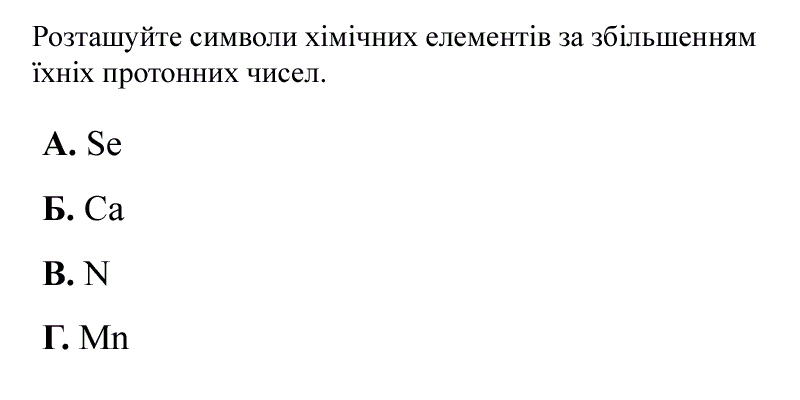 Розташуйте символи хімічних елементів за збільшенням
їхніх протонних чисел.
А. Se
Б. Ca
В. N
Г. Mn